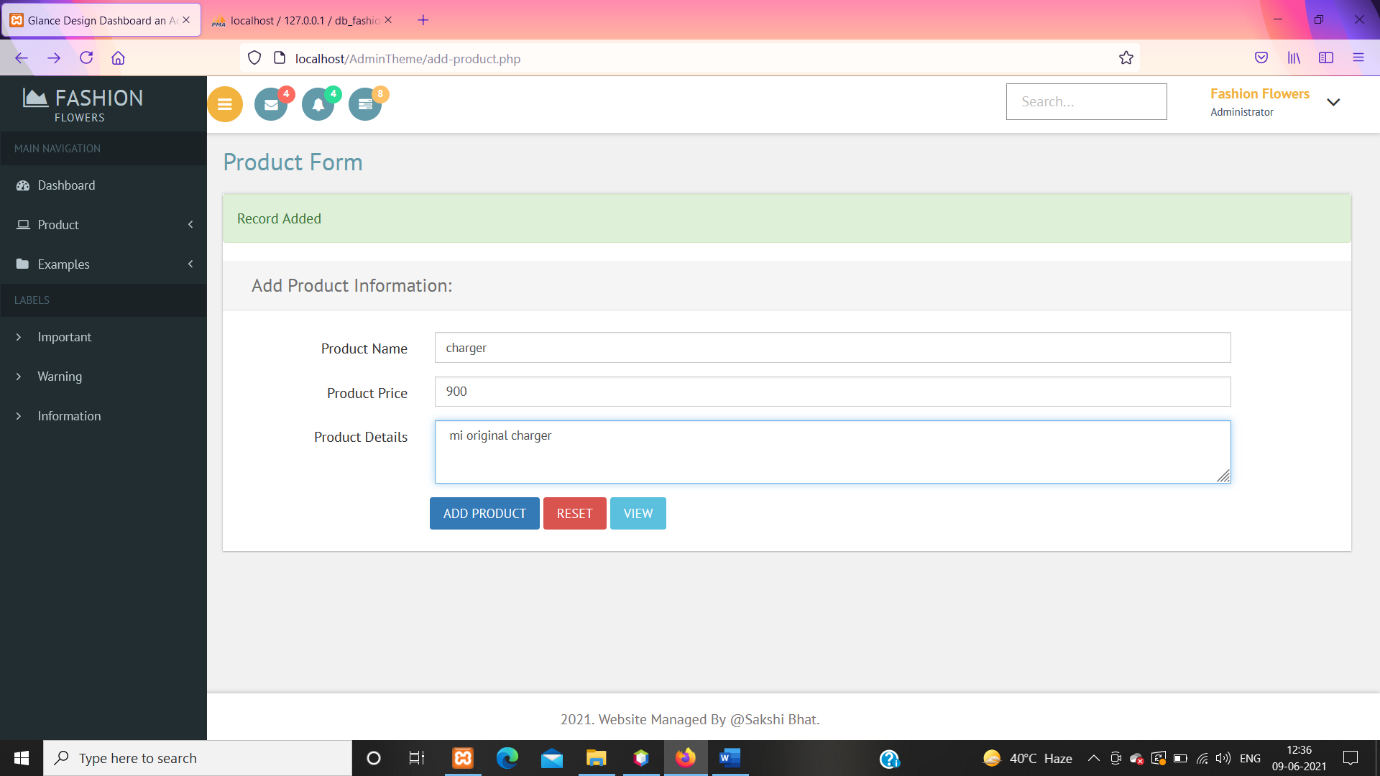 Glance Design Dashboard an Ac
localhost / 127.0.0.1 / db_fashio
localhost/AdminTheme/add-product.php
FASHION
FLOWERS
4
4
8
Search...
Fashion Flowers
Administrator
MAIN NAVIGATION
Dashboard
Product
Examples
LABELS
Important
Warning
Information
Product Form
Record Added
Add Product Information:
Product Name
charger
Product Price
900
Product Details
mi original charger
ADD PRODUCT
RESET
VIEW
2021. Website Managed By @Sakshi Bhat.
Type here to search
40°C Haze
ENG
12:36
09-06-2021